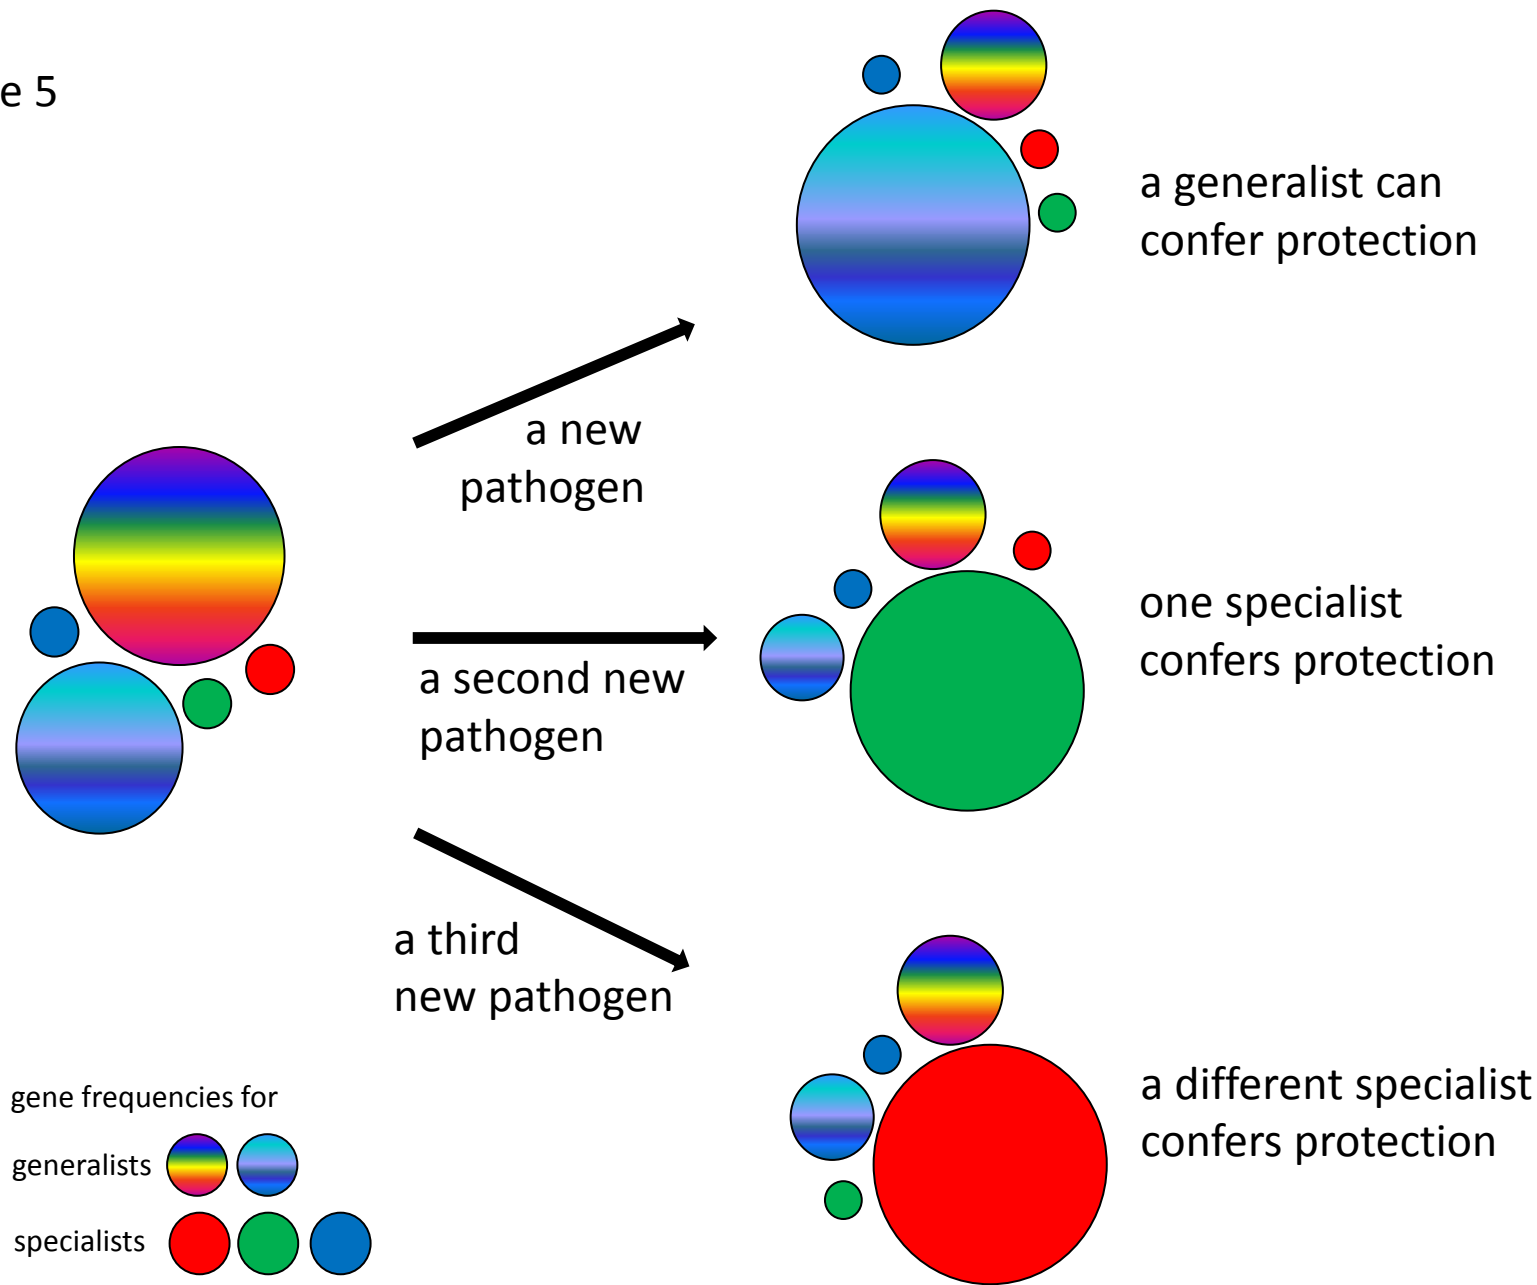 e 5
a generalist can
confer protection
a new
pathogen
a second new
pathogen
one specialist
confers protection
a third
new pathogen
a different specialist
confers protection
gene frequencies for
generalists
specialists